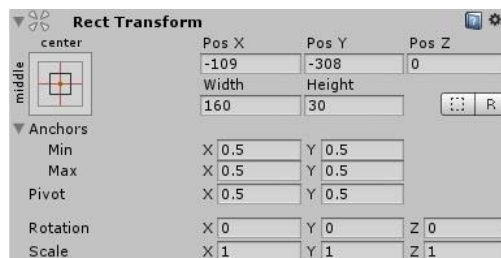 Rect Transform
center Pos X Pos Y Pos Z
middle
-109 -308 0
Width Height
160 30 R
Anchors
Min X 0.5 Y 0.5
Max X 0.5 Y 0.5
Pivot X 0.5 Y 0.5
Rotation X 0 Y 0 Z 0
Scale X 1 Y 1 Z 1